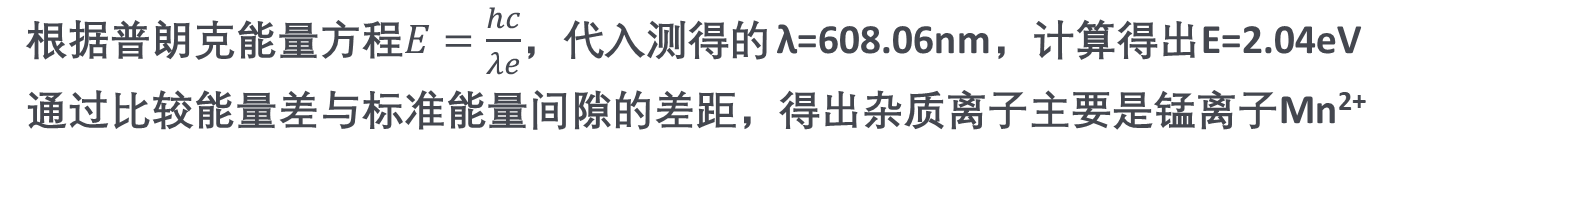 根据普朗克能量方程E = hc/λe，代入测得的λ=608.06nm，计算得出E=2.04eV
通过比较能量差与标准能量间隙的差距，得出杂质离子主要是锰离子Mn²⁺